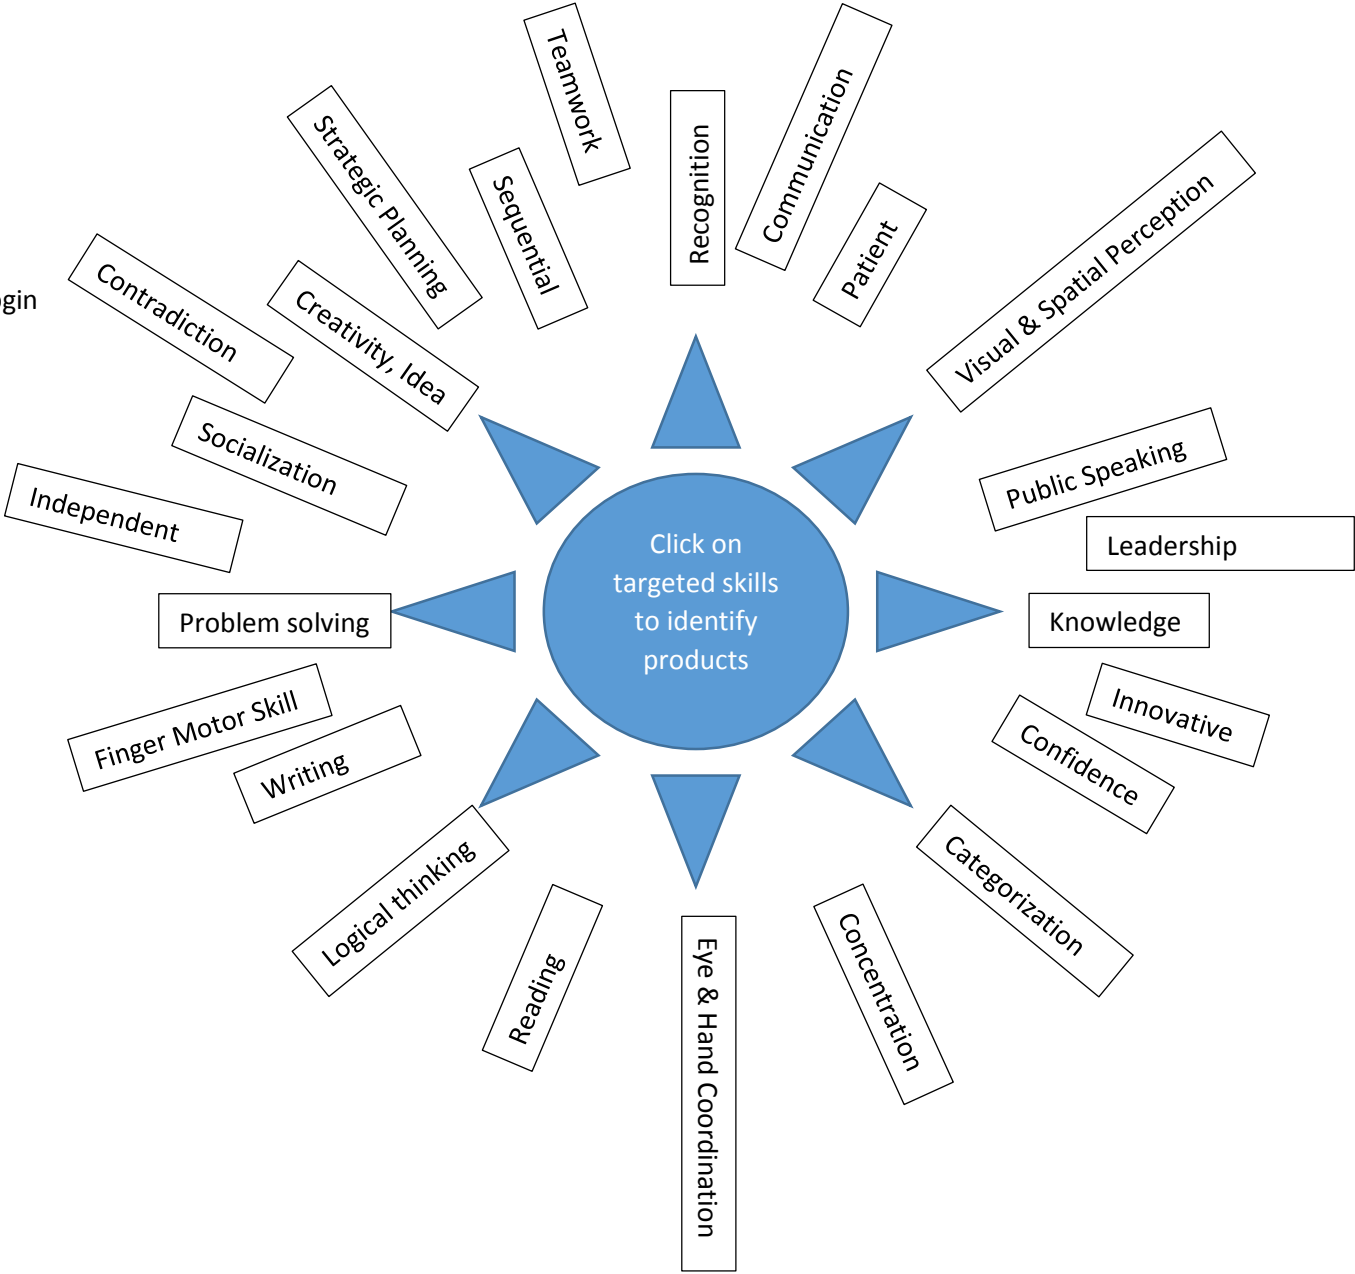 Teamwork
Communication
Strategic Planning
Recognition
Sequential
Patient
Visual & Spatial Perception
gin
Contradiction
Creativity, Idea
Socialization
Public Speaking
Independent
Leadership
Click on
targeted skills
to identify
products
Problem solving
Knowledge
Finger Motor Skill
Innovative
Writing
Confidence
Logical thinking
Categorization
Reading
Eye & Hand Coordination
Concentration